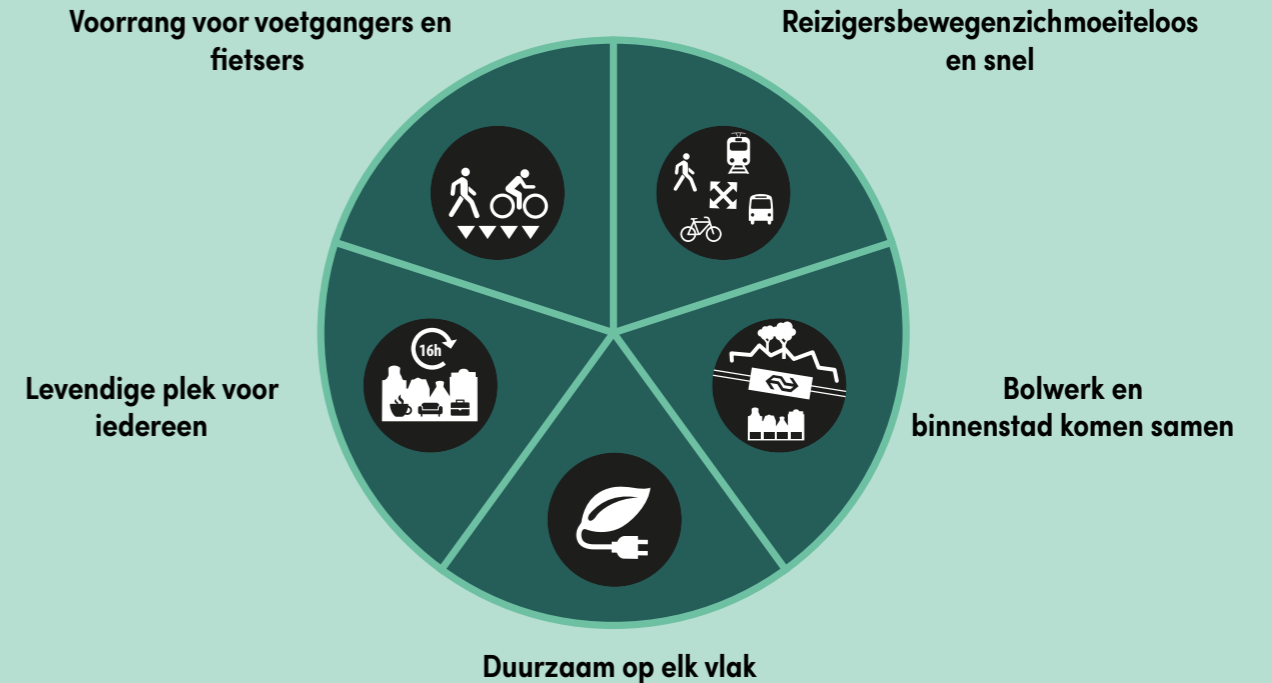 Voorrang voor voetgangers en
fietsers
Reizigersbewegenzichmoeiteloos
en snel
16h
Levendige plek voor
iedereen
Bolwerk en
binnenstad komen samen
Duurzaam op elk vlak